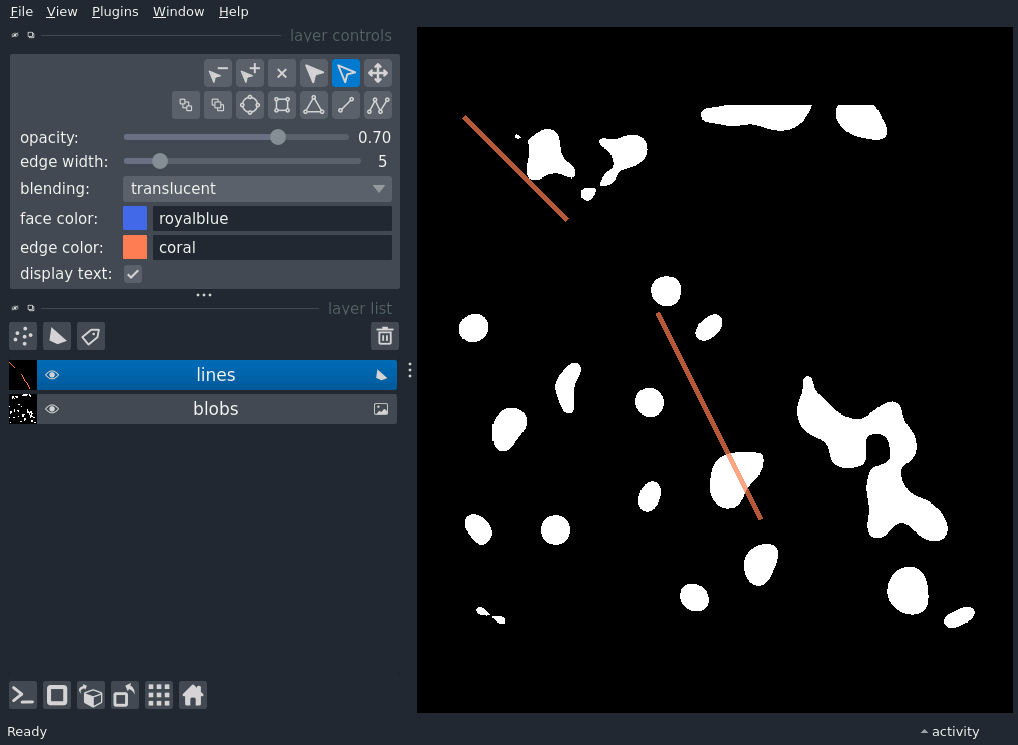 File View Plugins Window Help
layer controls
opacity: 0.70
edge width: 5
blending: translucent
face color: royalblue
edge color: coral
display text:
layer list
lines
blobs
Ready activity